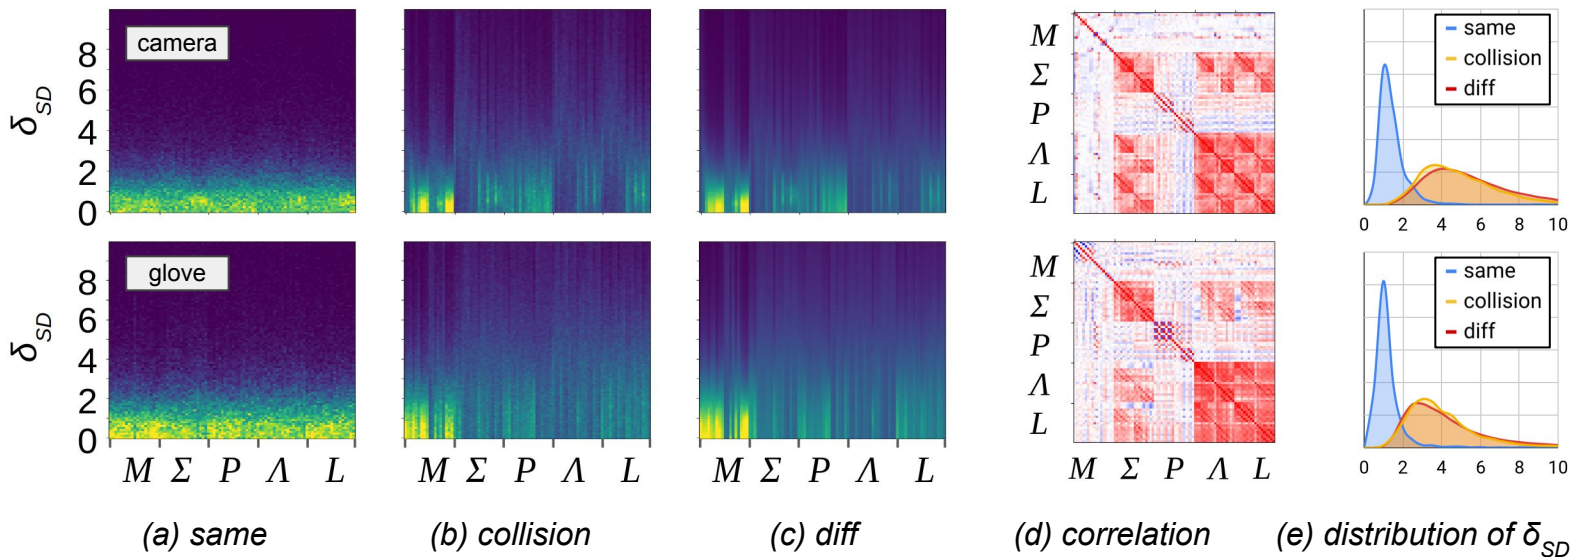 camera
δSD
8
6
4
2
0
glove
δSD
8
6
4
2
0
M Σ P Λ L
M Σ P Λ L
M Σ P Λ L
M
Σ
P
Λ
L
M
Σ
P
Λ
L
M Σ P Λ L
same
collision
diff
0 2 4 6 8 10
same
collision
diff
0 2 4 6 8 10
(a) same (b) collision (c) diff (d) correlation (e) distribution of δSD